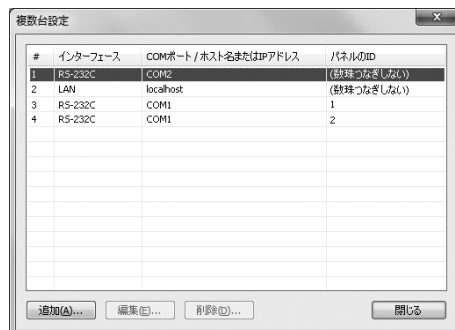 複数台設定
# インターフェース COMポート / ホスト名またはIPアドレス パネルのID
1 RS-232C COM2 (数珠つなぎしない)
2 LAN localhost (数珠つなぎしない)
3 RS-232C COM1 1
4 RS-232C COM1 2
追加(A)... 編集(E)... 削除(D)... 閉じる